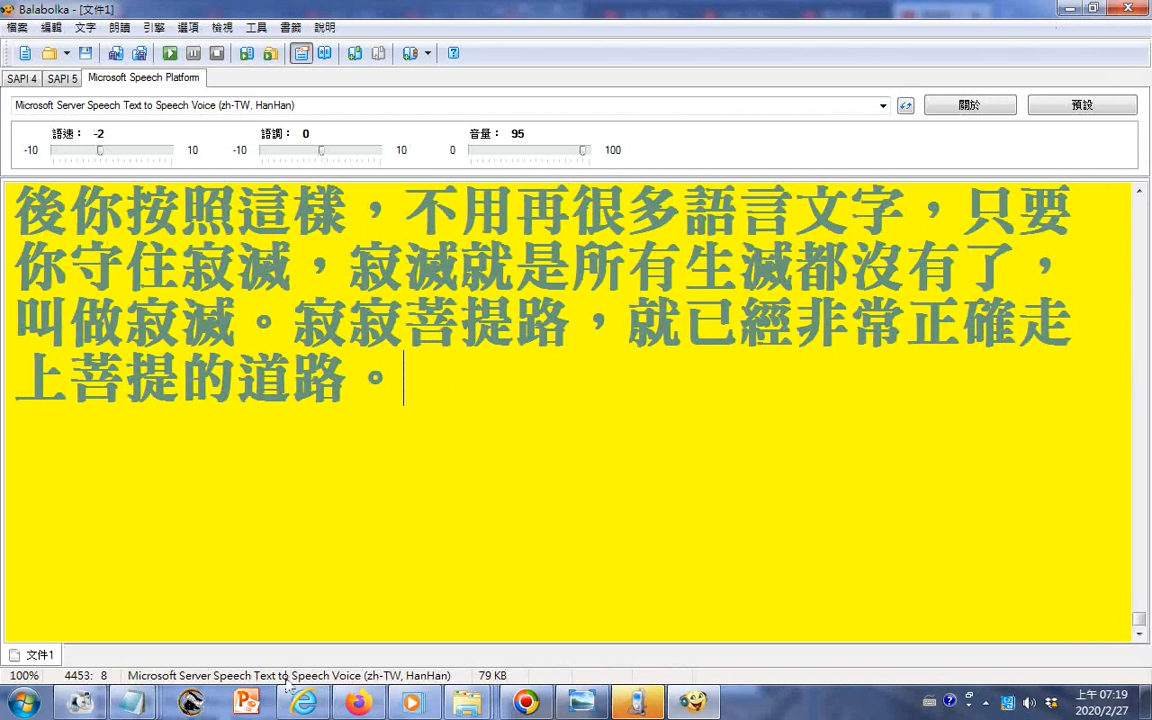 Balabolka - [文件1]
檔案 編輯 文字 朗讀 引擎 選項 檢視 工具 書籤 說明
SAPI 4 SAPI 5 Microsoft Speech Platform
Microsoft Server Speech Text to Speech Voice (zh-TW, HanHan) 關於 預設
語速： -2 語調： 0 音量： 95
-10 10 -10 10 0 100
後你按照這樣，不用再很多語言文字，只要
你守住寂滅，寂滅就是所有生滅都沒有了，
叫做寂滅。寂寂菩提路，就已經非常正確走
上菩提的道路。
文件1
100% 4453: 8 Microsoft Server Speech Text to Speech Voice (zh-TW, HanHan) 79 KB
上午 07:19
2020/2/27